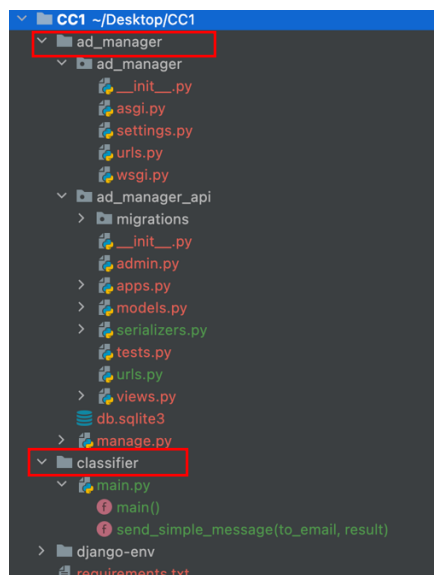 CC1 ~/Desktop/CC1
ad_manager
ad_manager
__init__.py
asgi.py
settings.py
urls.py
wsgi.py
ad_manager_api
migrations
__init__.py
admin.py
apps.py
models.py
serializers.py
tests.py
urls.py
views.py
db.sqlite3
manage.py
classifier
main.py
f main()
f send_simple_message(to_email, result)
django-env
requirements.txt